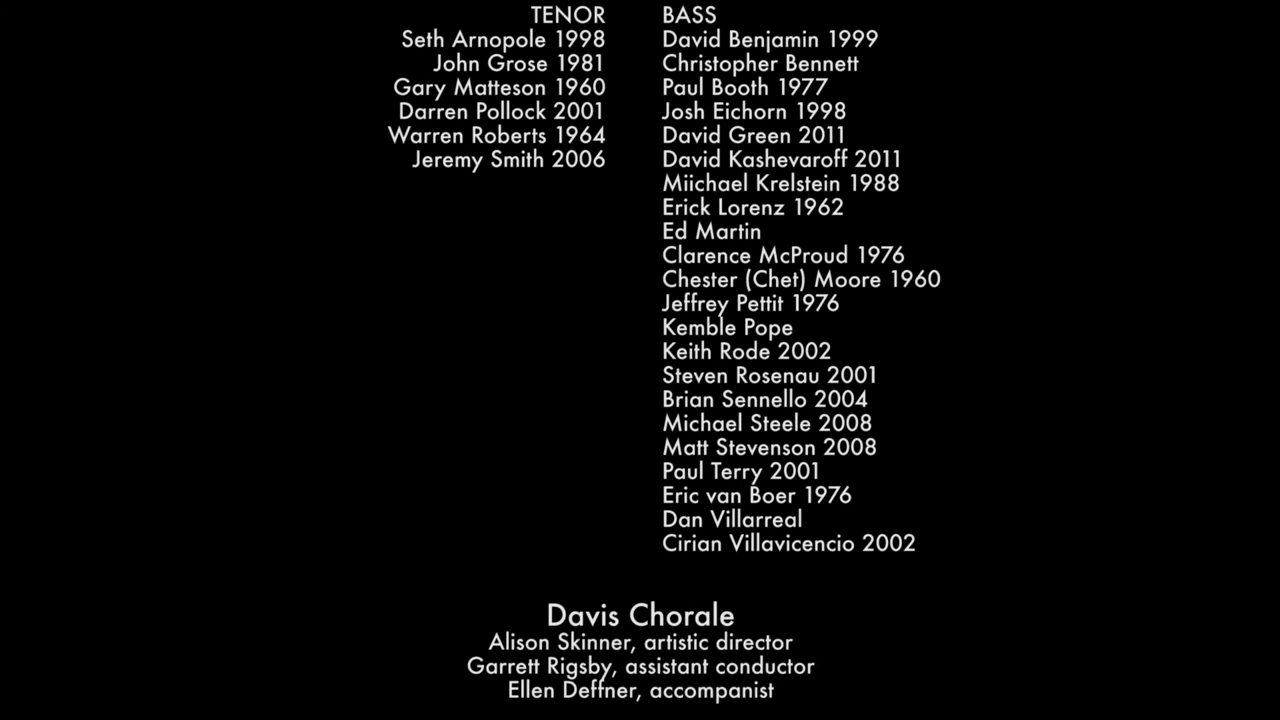 TENOR
Seth Arnopole 1998
John Grose 1981
Gary Matteson 1960
Darren Pollock 2001
Warren Roberts 1964
Jeremy Smith 2006
BASS
David Benjamin 1999
Christopher Bennett
Paul Booth 1977
Josh Eichorn 1998
David Green 2011
David Kashevaroff 2011
Miichael Krelstein 1988
Erick Lorenz 1962
Ed Martin
Clarence McProud 1976
Chester (Chet) Moore 1960
Jeffrey Pettit 1976
Kemble Pope
Keith Rode 2002
Steven Rosenau 2001
Brian Sennello 2004
Michael Steele 2008
Matt Stevenson 2008
Paul Terry 2001
Eric van Boer 1976
Dan Villarreal
Cirian Villavicencio 2002
Davis Chorale
Alison Skinner, artistic director
Garrett Rigsby, assistant conductor
Ellen Deffner, accompanist